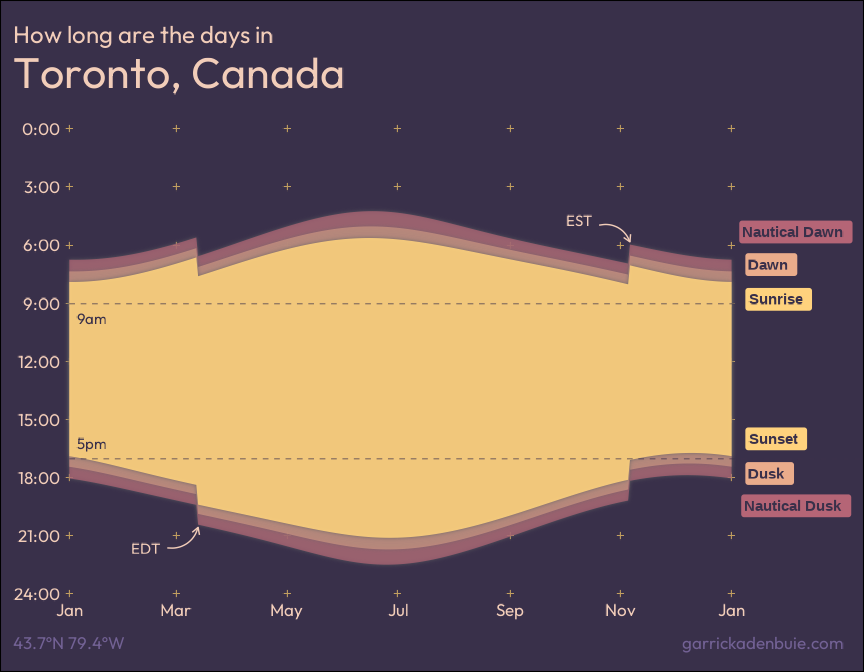 How long are the days in
Toronto, Canada
0:00
3:00
EST
Nautical Dawn
6:00
Dawn
Sunrise
9:00
9am
12:00
15:00
Sunset
5pm
18:00
Dusk
Nautical Dusk
21:00
EDT
24:00
Jan Mar May Jul Sep Nov Jan
43.7°N 79.4°W
garrickadenbuie.com